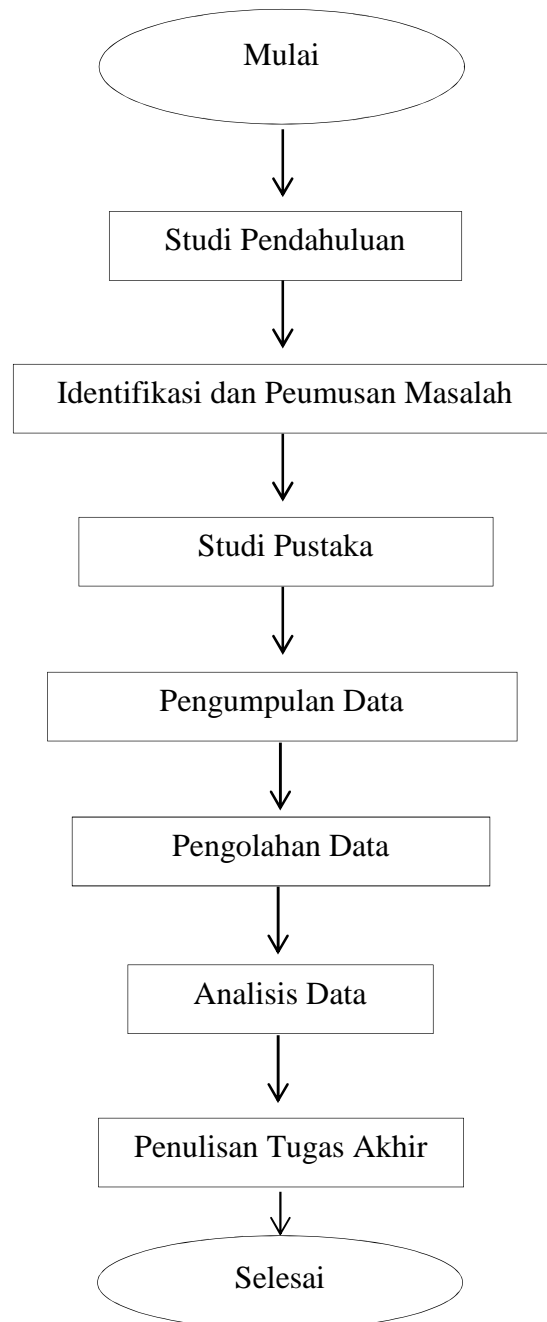 Mulai
Studi Pendahuluan
Identifikasi dan Peumusan Masalah
Studi Pustaka
Pengumpulan Data
Pengolahan Data
Analisis Data
Penulisan Tugas Akhir
Selesai